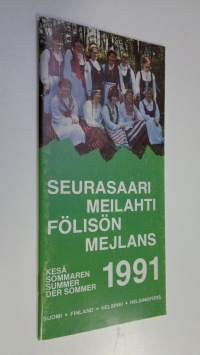 SEURASAARI
MEILAHTI
FÖLISÖN
MEJLANS
KESÄ
SOMMAREN
SUMMER
DER SOMMER
1991
SUOMI • FINLAND • HELSINKI • HELSINGFORS